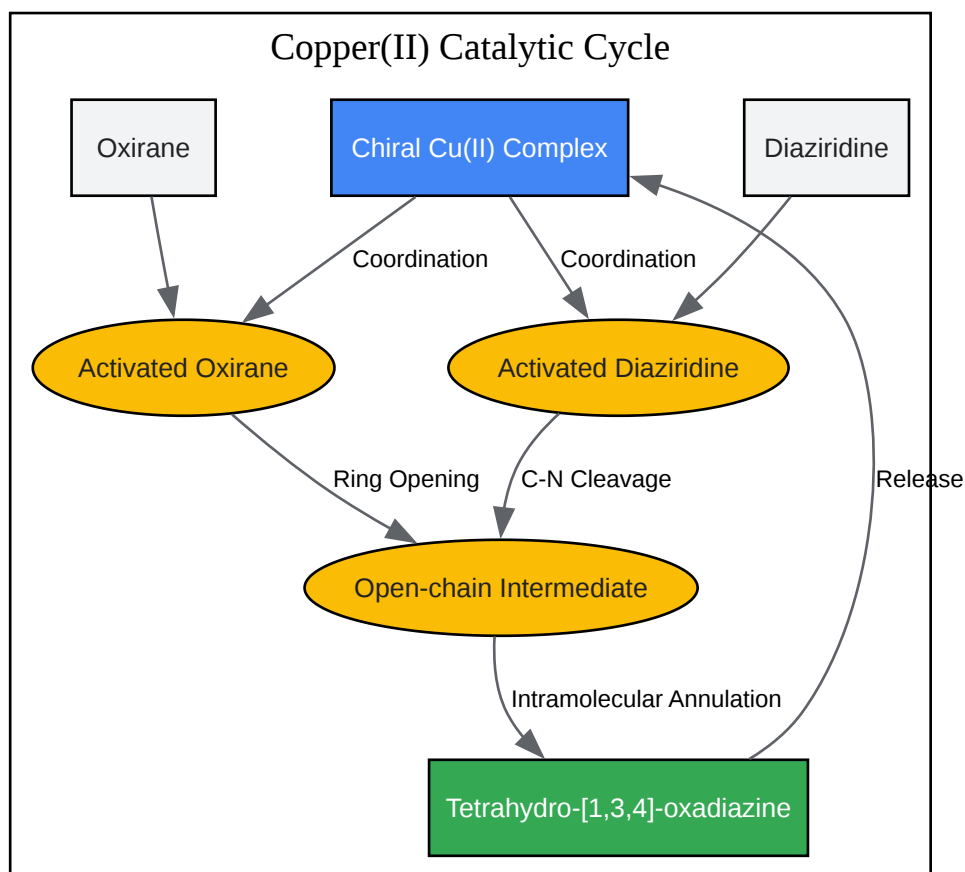 Copper(II) Catalytic Cycle
Oxirane
Chiral Cu(II) Complex
Diaziridine
Coordination
Coordination
Activated Oxirane
Activated Diaziridine
Ring Opening
C-N Cleavage
Release
Open-chain Intermediate
Intramolecular Annulation
Tetrahydro-[1,3,4]-oxadiazine